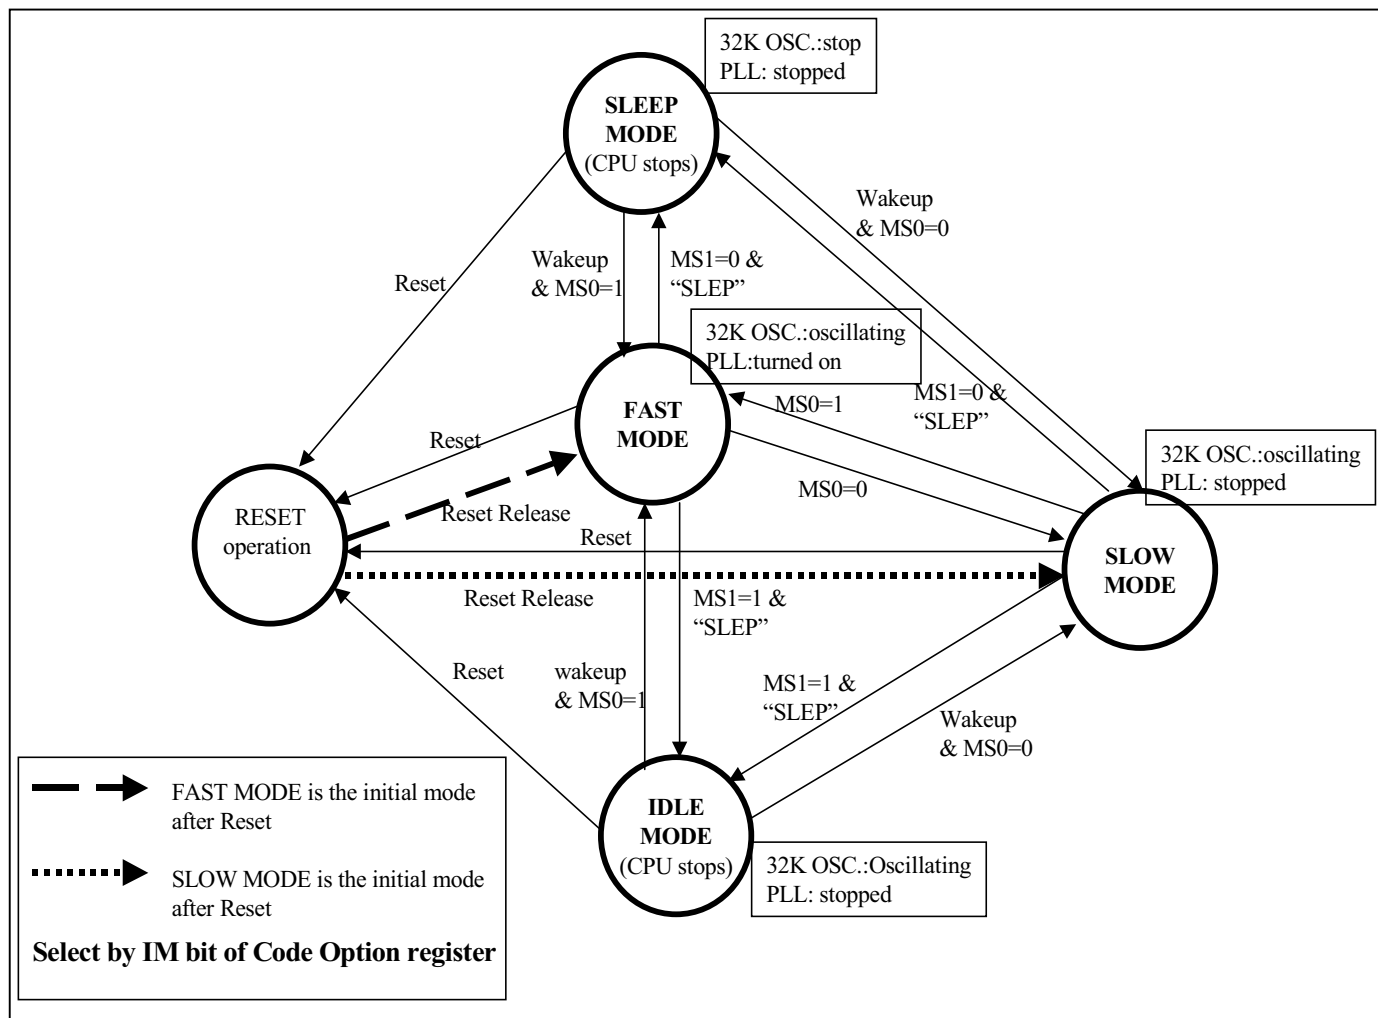 32K OSC.:stop
PLL: stopped
SLEEP
MODE
(CPU stops)
Wakeup
& MS0=0
Reset
Wakeup
& MS0=1
MS1=0 &
“SLEP”
32K OSC.:oscillating
PLL:turned on
FAST
MODE
MS0=1
MS1=0 &
“SLEP”
Reset
MS0=0
32K OSC.:oscillating
PLL: stopped
RESET
operation
Reset Release
Reset
SLOW
MODE
Reset Release
MS1=1 &
“SLEP”
Reset
wakeup
& MS0=1
MS1=1 &
“SLEP”
Wakeup
& MS0=0
IDLE
MODE
(CPU stops)
32K OSC.:Oscillating
PLL: stopped
FAST MODE is the initial mode
after Reset
SLOW MODE is the initial mode
after Reset
Select by IM bit of Code Option register